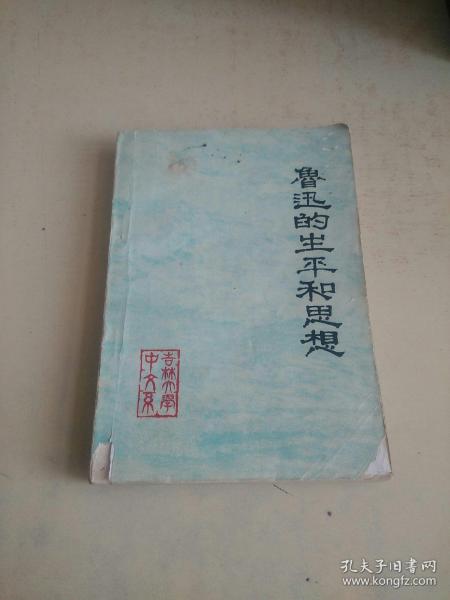 鲁迅的生平和思想
吉林大学
中文系
孔夫子旧书网
www.kongfz.com